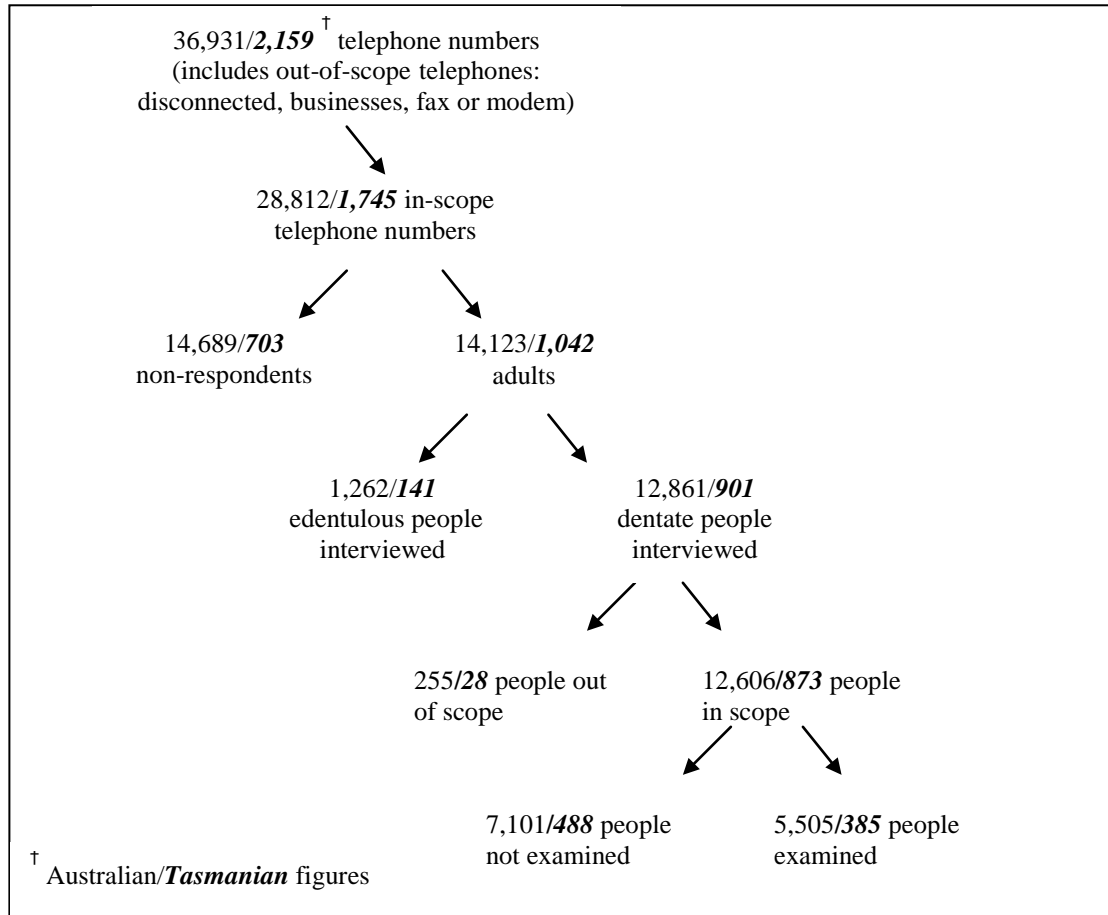 36,931/2,159 † telephone numbers
(includes out-of-scope telephones:
disconnected, businesses, fax or modem)
28,812/1,745 in-scope
telephone numbers
14,689/703
non-respondents
14,123/1,042
adults
1,262/141
edentulous people
interviewed
12,861/901
dentate people
interviewed
255/28 people out
of scope
12,606/873 people
in scope
7,101/488 people
not examined
5,505/385 people
examined
† Australian/Tasmanian figures